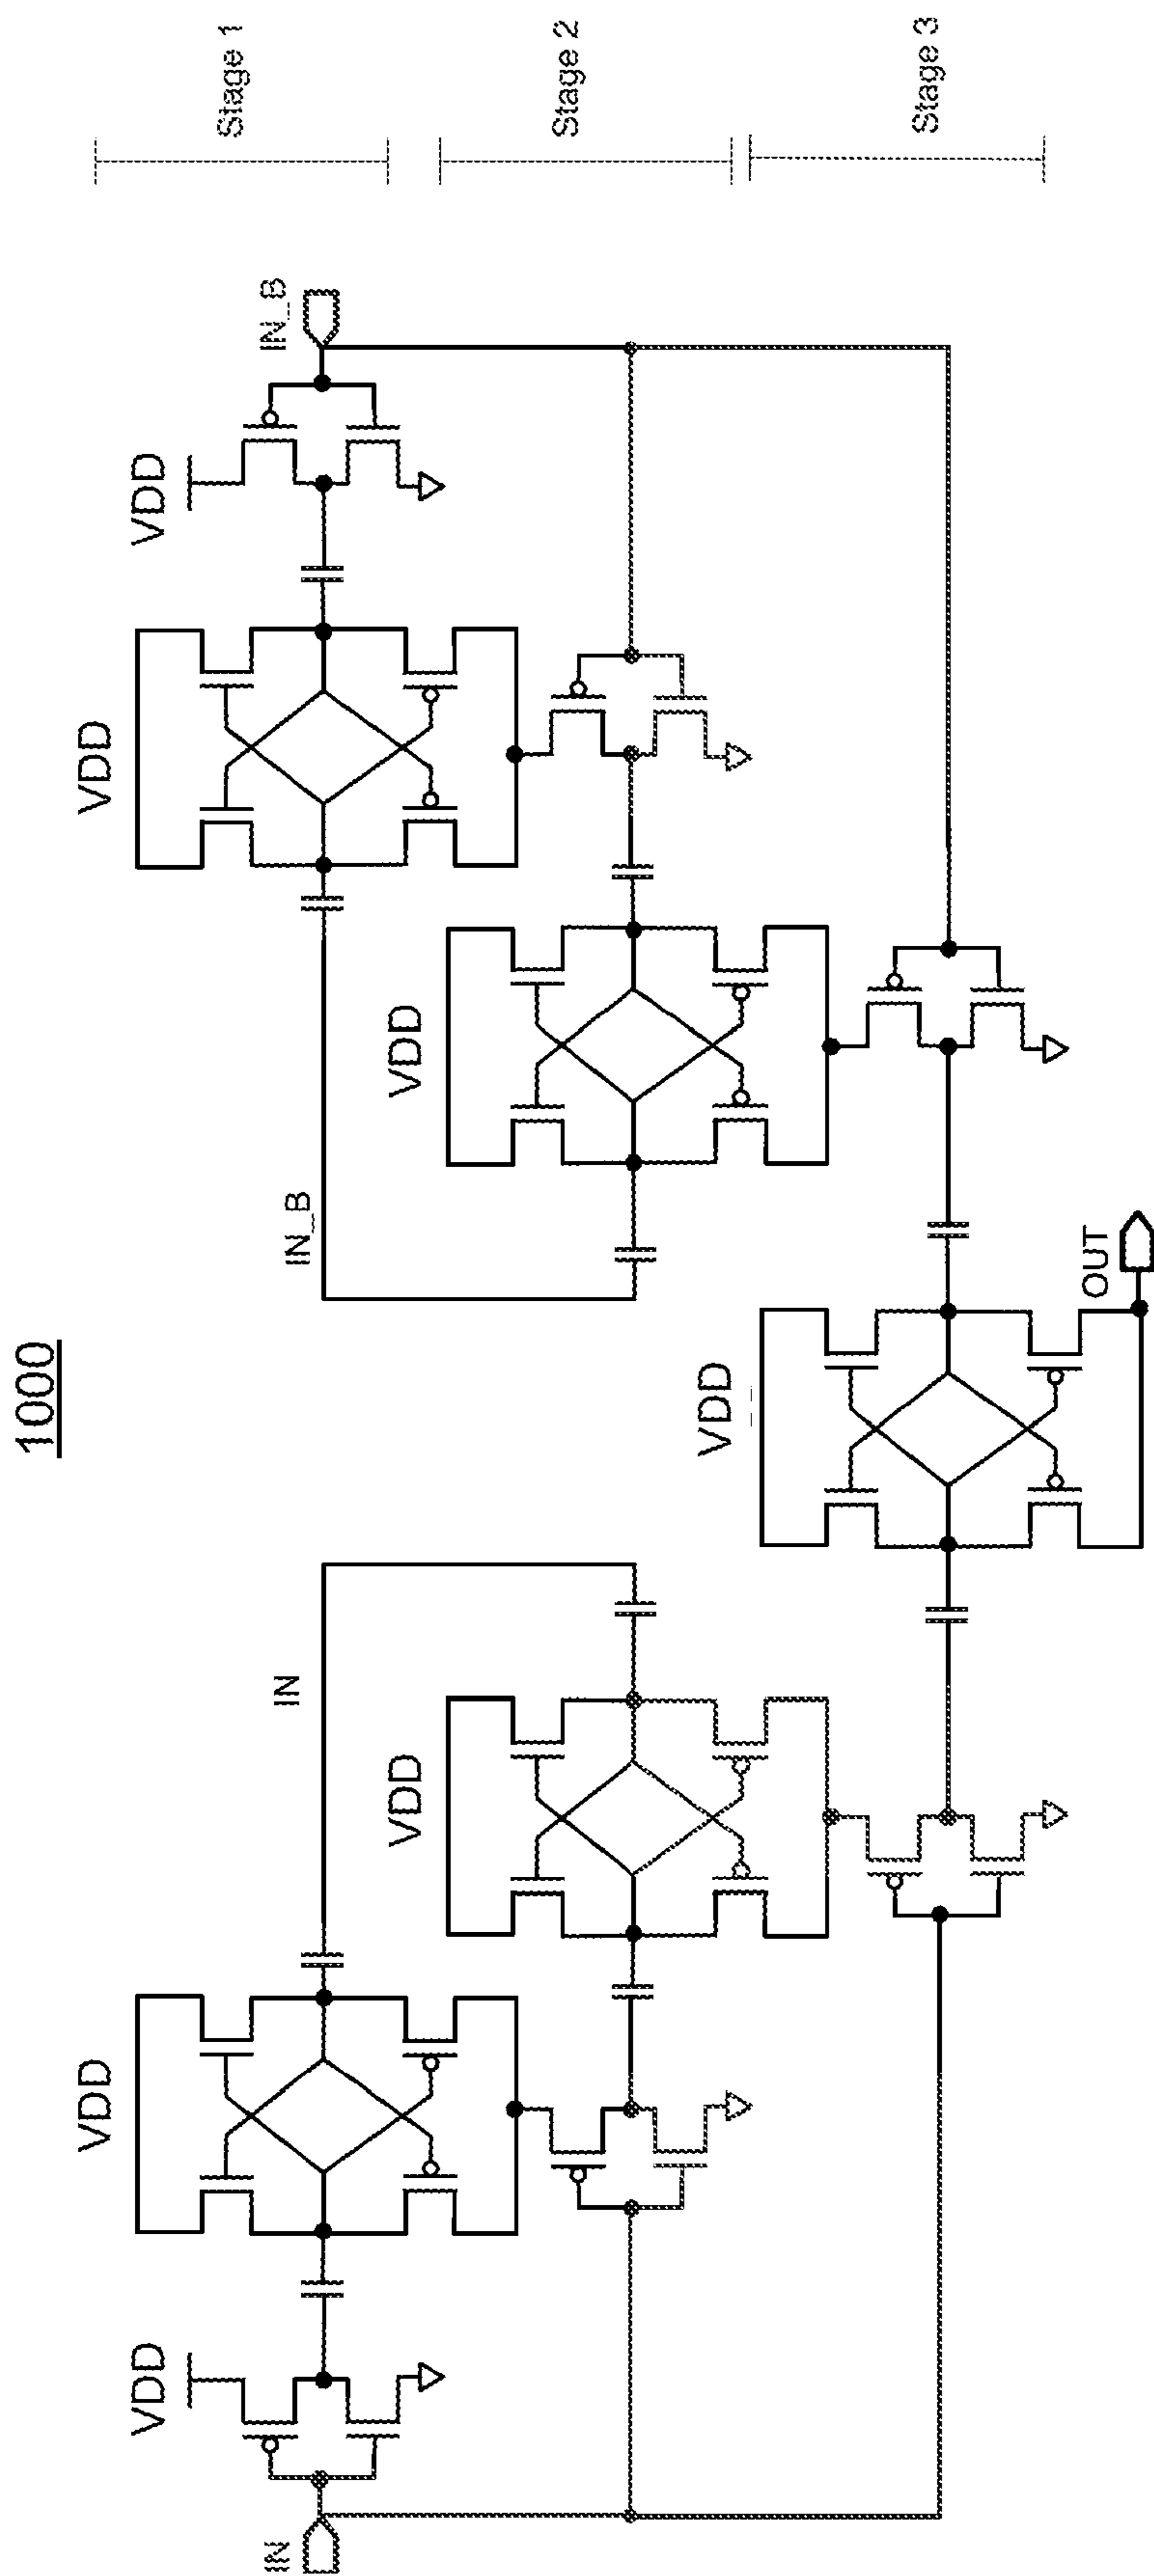 1000
Stage 1
Stage 2
Stage 3
IN
VDD
VDD
IN
VDD
VDD
IN_B
VDD
VDD
VDD
IN_B
OUT